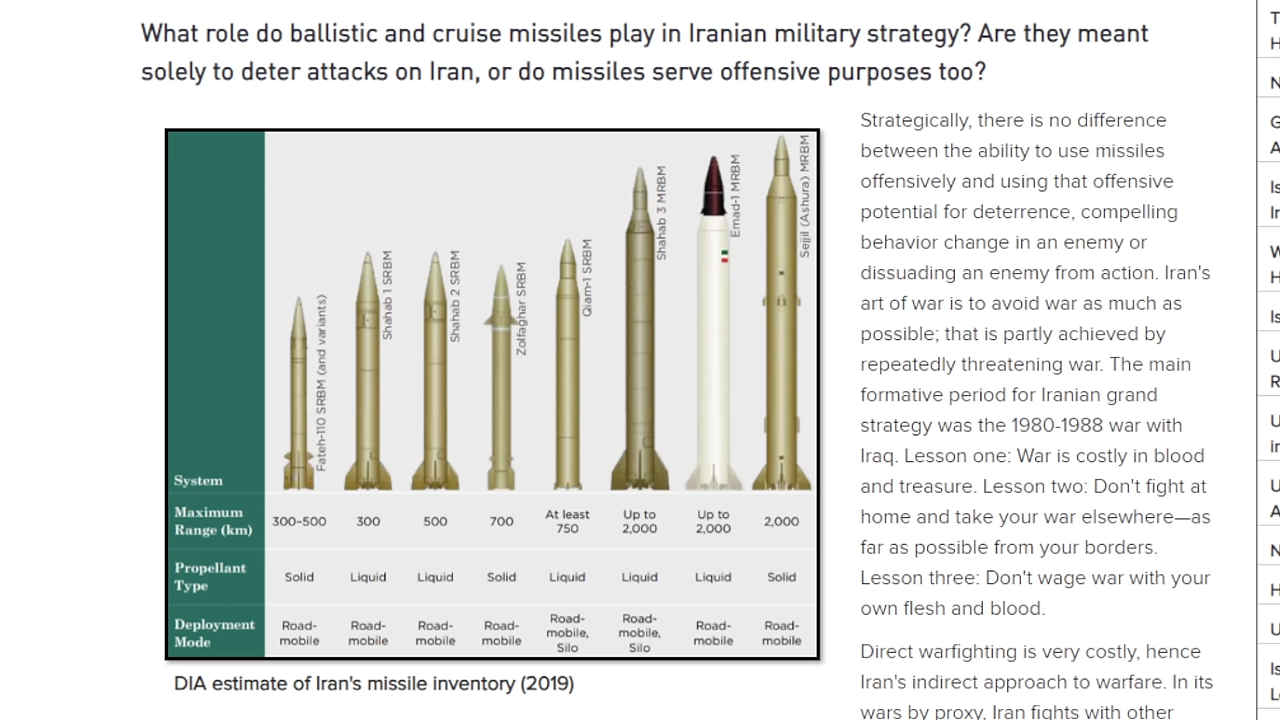 What role do ballistic and cruise missiles play in Iranian military strategy? Are they meant
solely to deter attacks on Iran, or do missiles serve offensive purposes too?
Fateh-110 SRBM (and variants)
Shahab 1 SRBM
Shahab 2 SRBM
Zolfaghar SRBM
Qiam-1 SRBM
Shahab 3 MRBM
Emad-1 MRBM
Sejjil (Ashura) MRBM
System
Maximum
Range (km)
300–500
300
500
700
At least
750
Up to
2,000
Up to
2,000
2,000
Propellant
Type
Solid
Liquid
Liquid
Solid
Liquid
Liquid
Liquid
Solid
Deployment
Mode
Road-
mobile
Road-
mobile
Road-
mobile
Road-
mobile
Road-
mobile,
Silo
Road-
mobile,
Silo
Road-
mobile
Road-
mobile
DIA estimate of Iran's missile inventory (2019)
Strategically, there is no difference
between the ability to use missiles
offensively and using that offensive
potential for deterrence, compelling
behavior change in an enemy or
dissuading an enemy from action. Iran's
art of war is to avoid war as much as
possible; that is partly achieved by
repeatedly threatening war. The main
formative period for Iranian grand
strategy was the 1980-1988 war with
Iraq. Lesson one: War is costly in blood
and treasure. Lesson two: Don't fight at
home and take your war elsewhere—as
far as possible from your borders.
Lesson three: Don't wage war with your
own flesh and blood.
Direct warfighting is very costly, hence
Iran's indirect approach to warfare. In its
wars by proxy, Iran fights with other